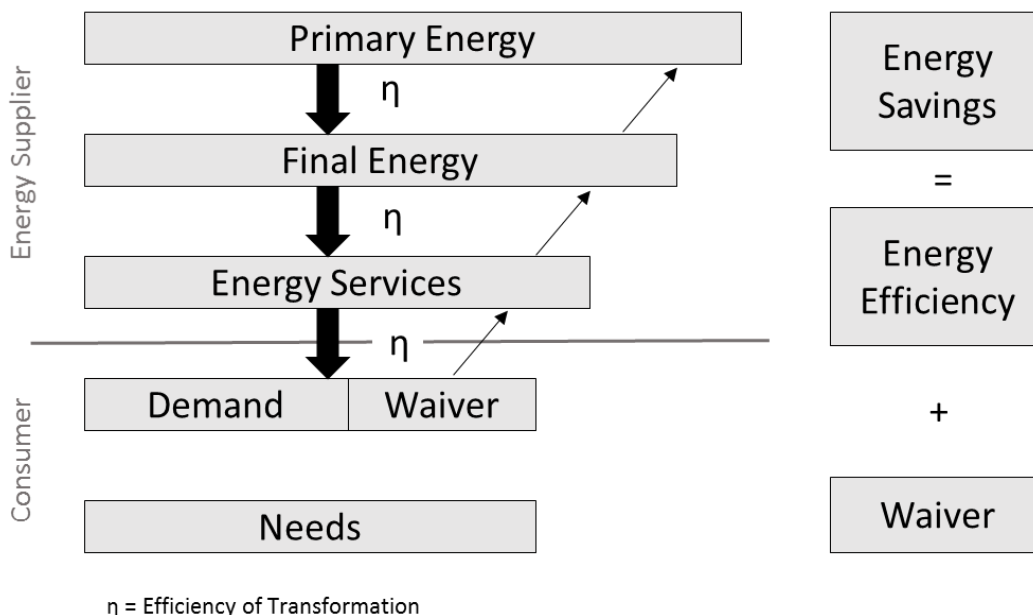 Energy Supplier
Primary Energy
η
Final Energy
η
Energy Services
η
Consumer
Demand
Waiver
Needs
η = Efficiency of Transformation
Energy
Savings
=
Energy
Efficiency
+
Waiver